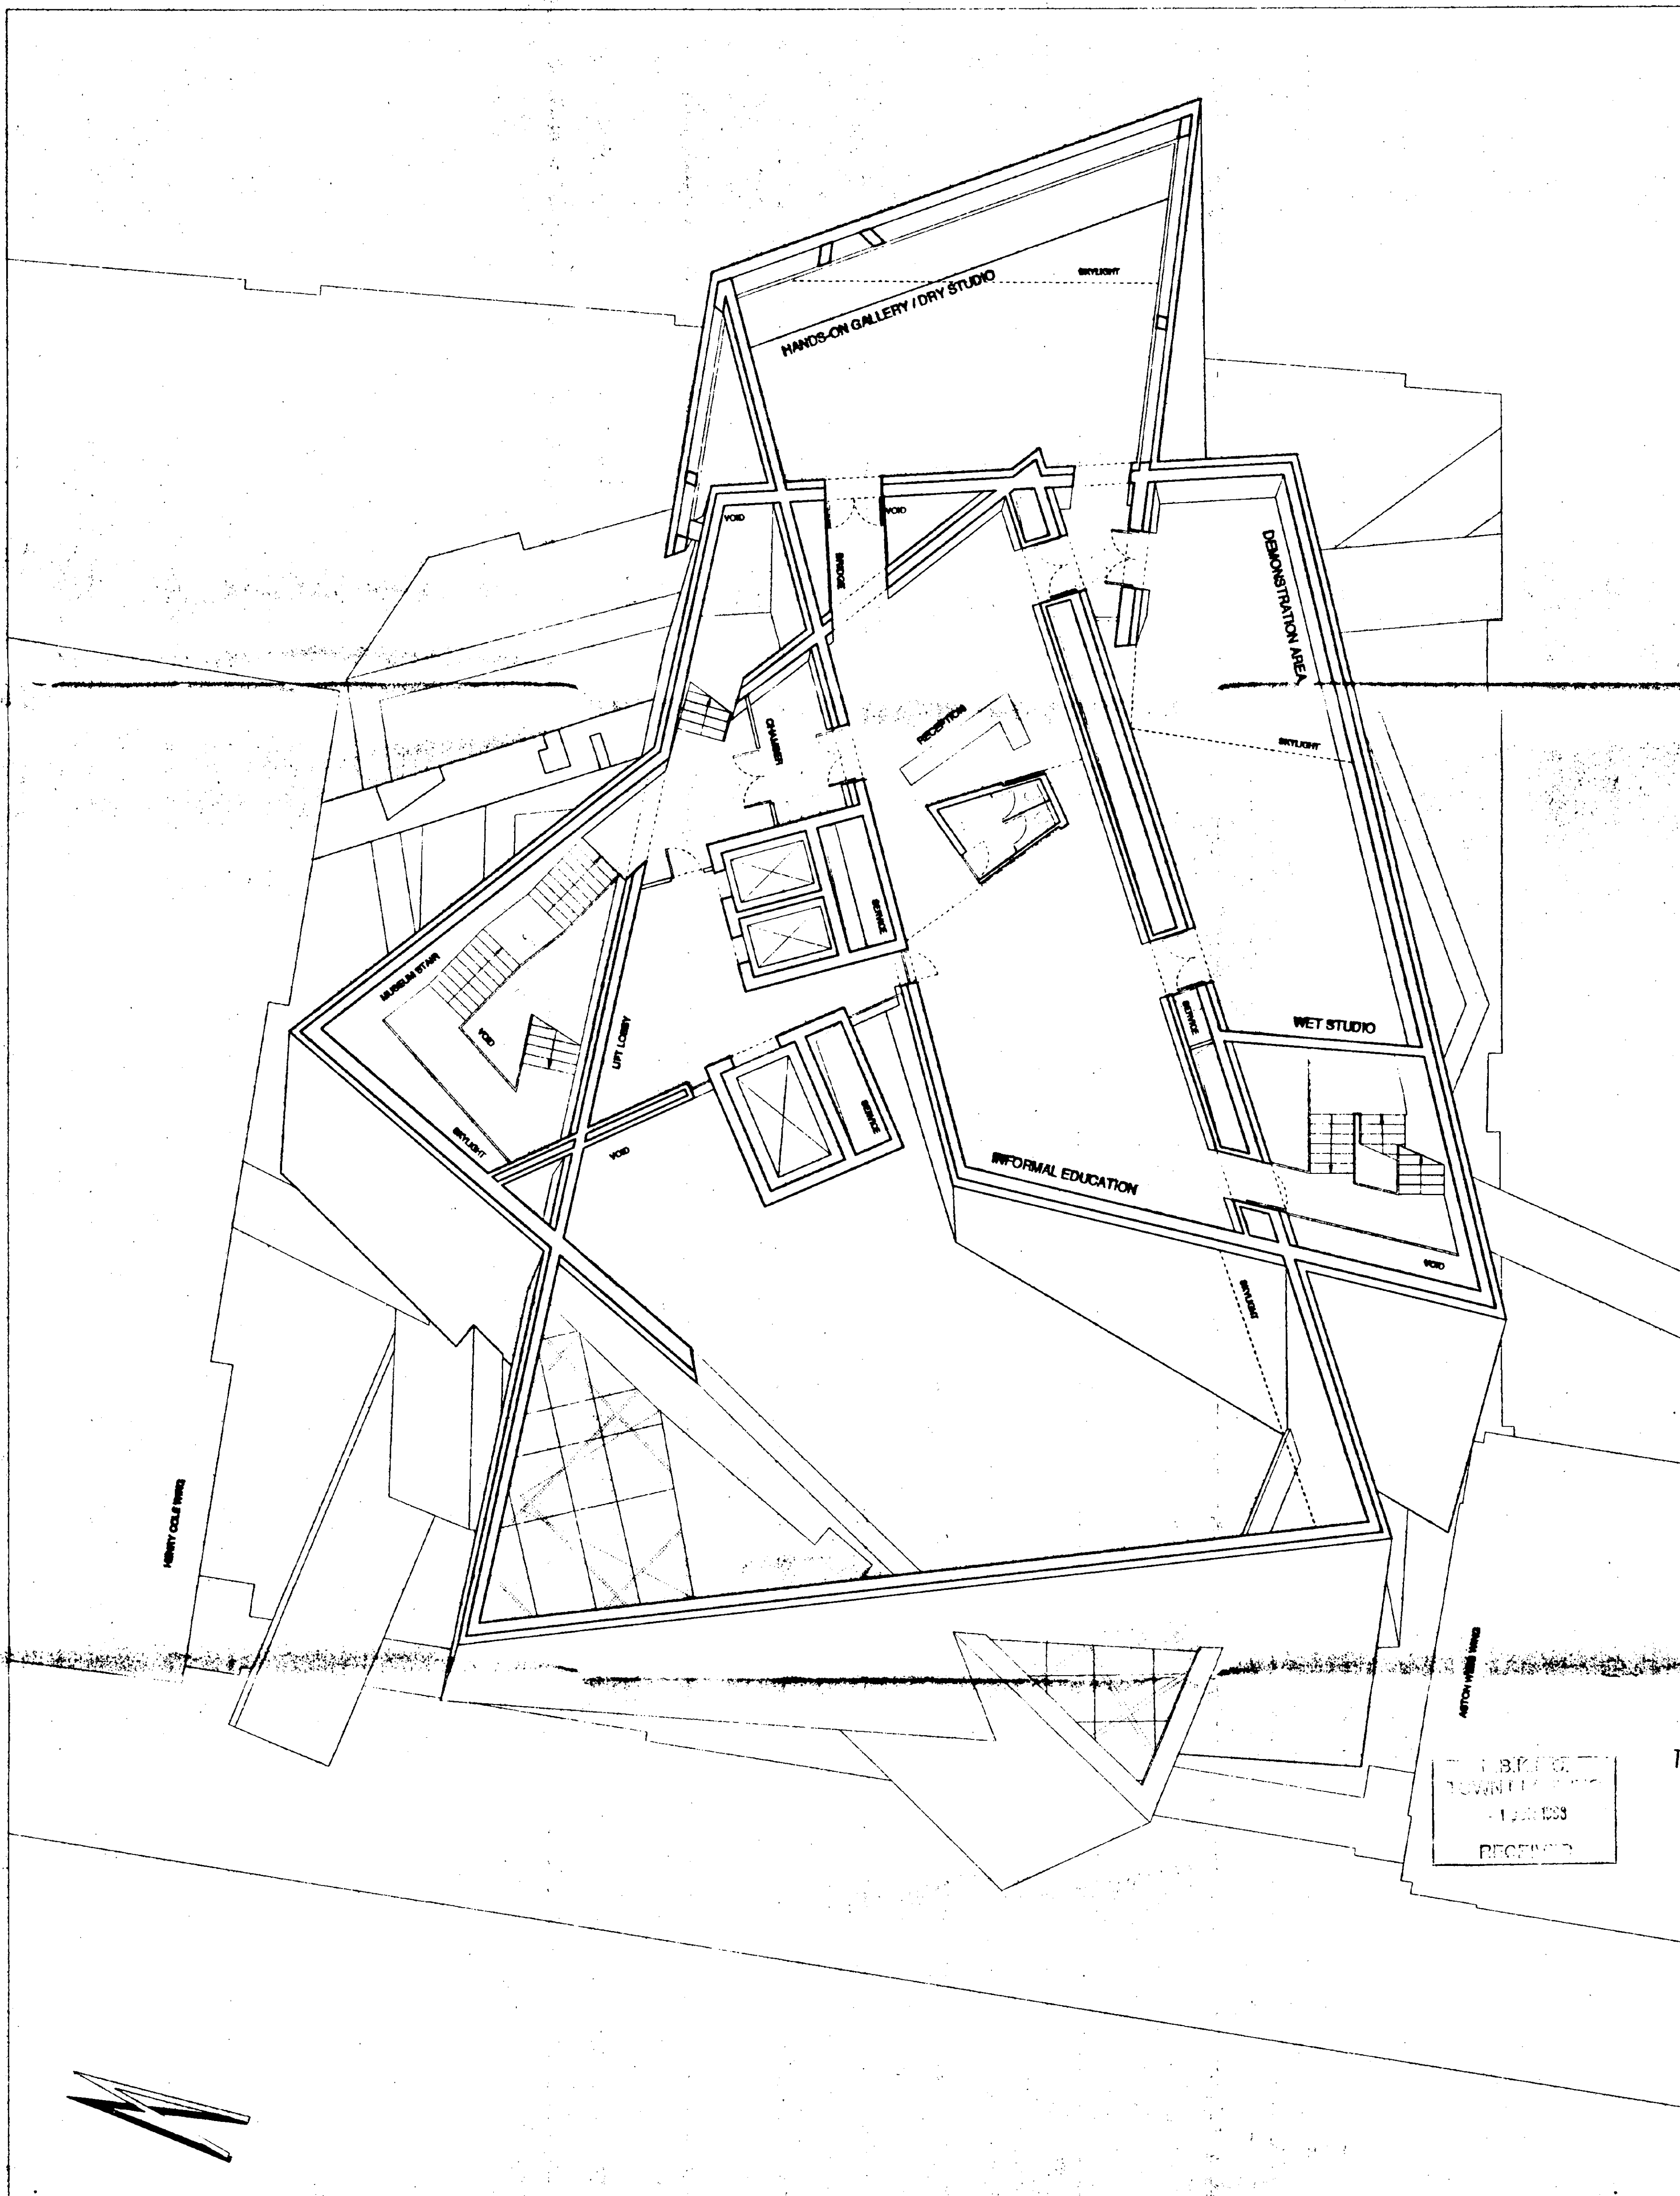 SKYLIGHT
HANDS-ON GALLERY / DRY STUDIO
VOID
VOID
BRIDGE
DEMONSTRATION AREA
CHAMBER
RECEPTION
SKYLIGHT
SERVICE
MUSEUM STAIR
VOID
LIFT LOBBY
SERVICE
WET STUDIO
SERVICE
SKYLIGHT
VOID
INFORMAL EDUCATION
VOID
SKYLIGHT
HENRY COLE WING
ASTON WEBB WING
RECEIVED